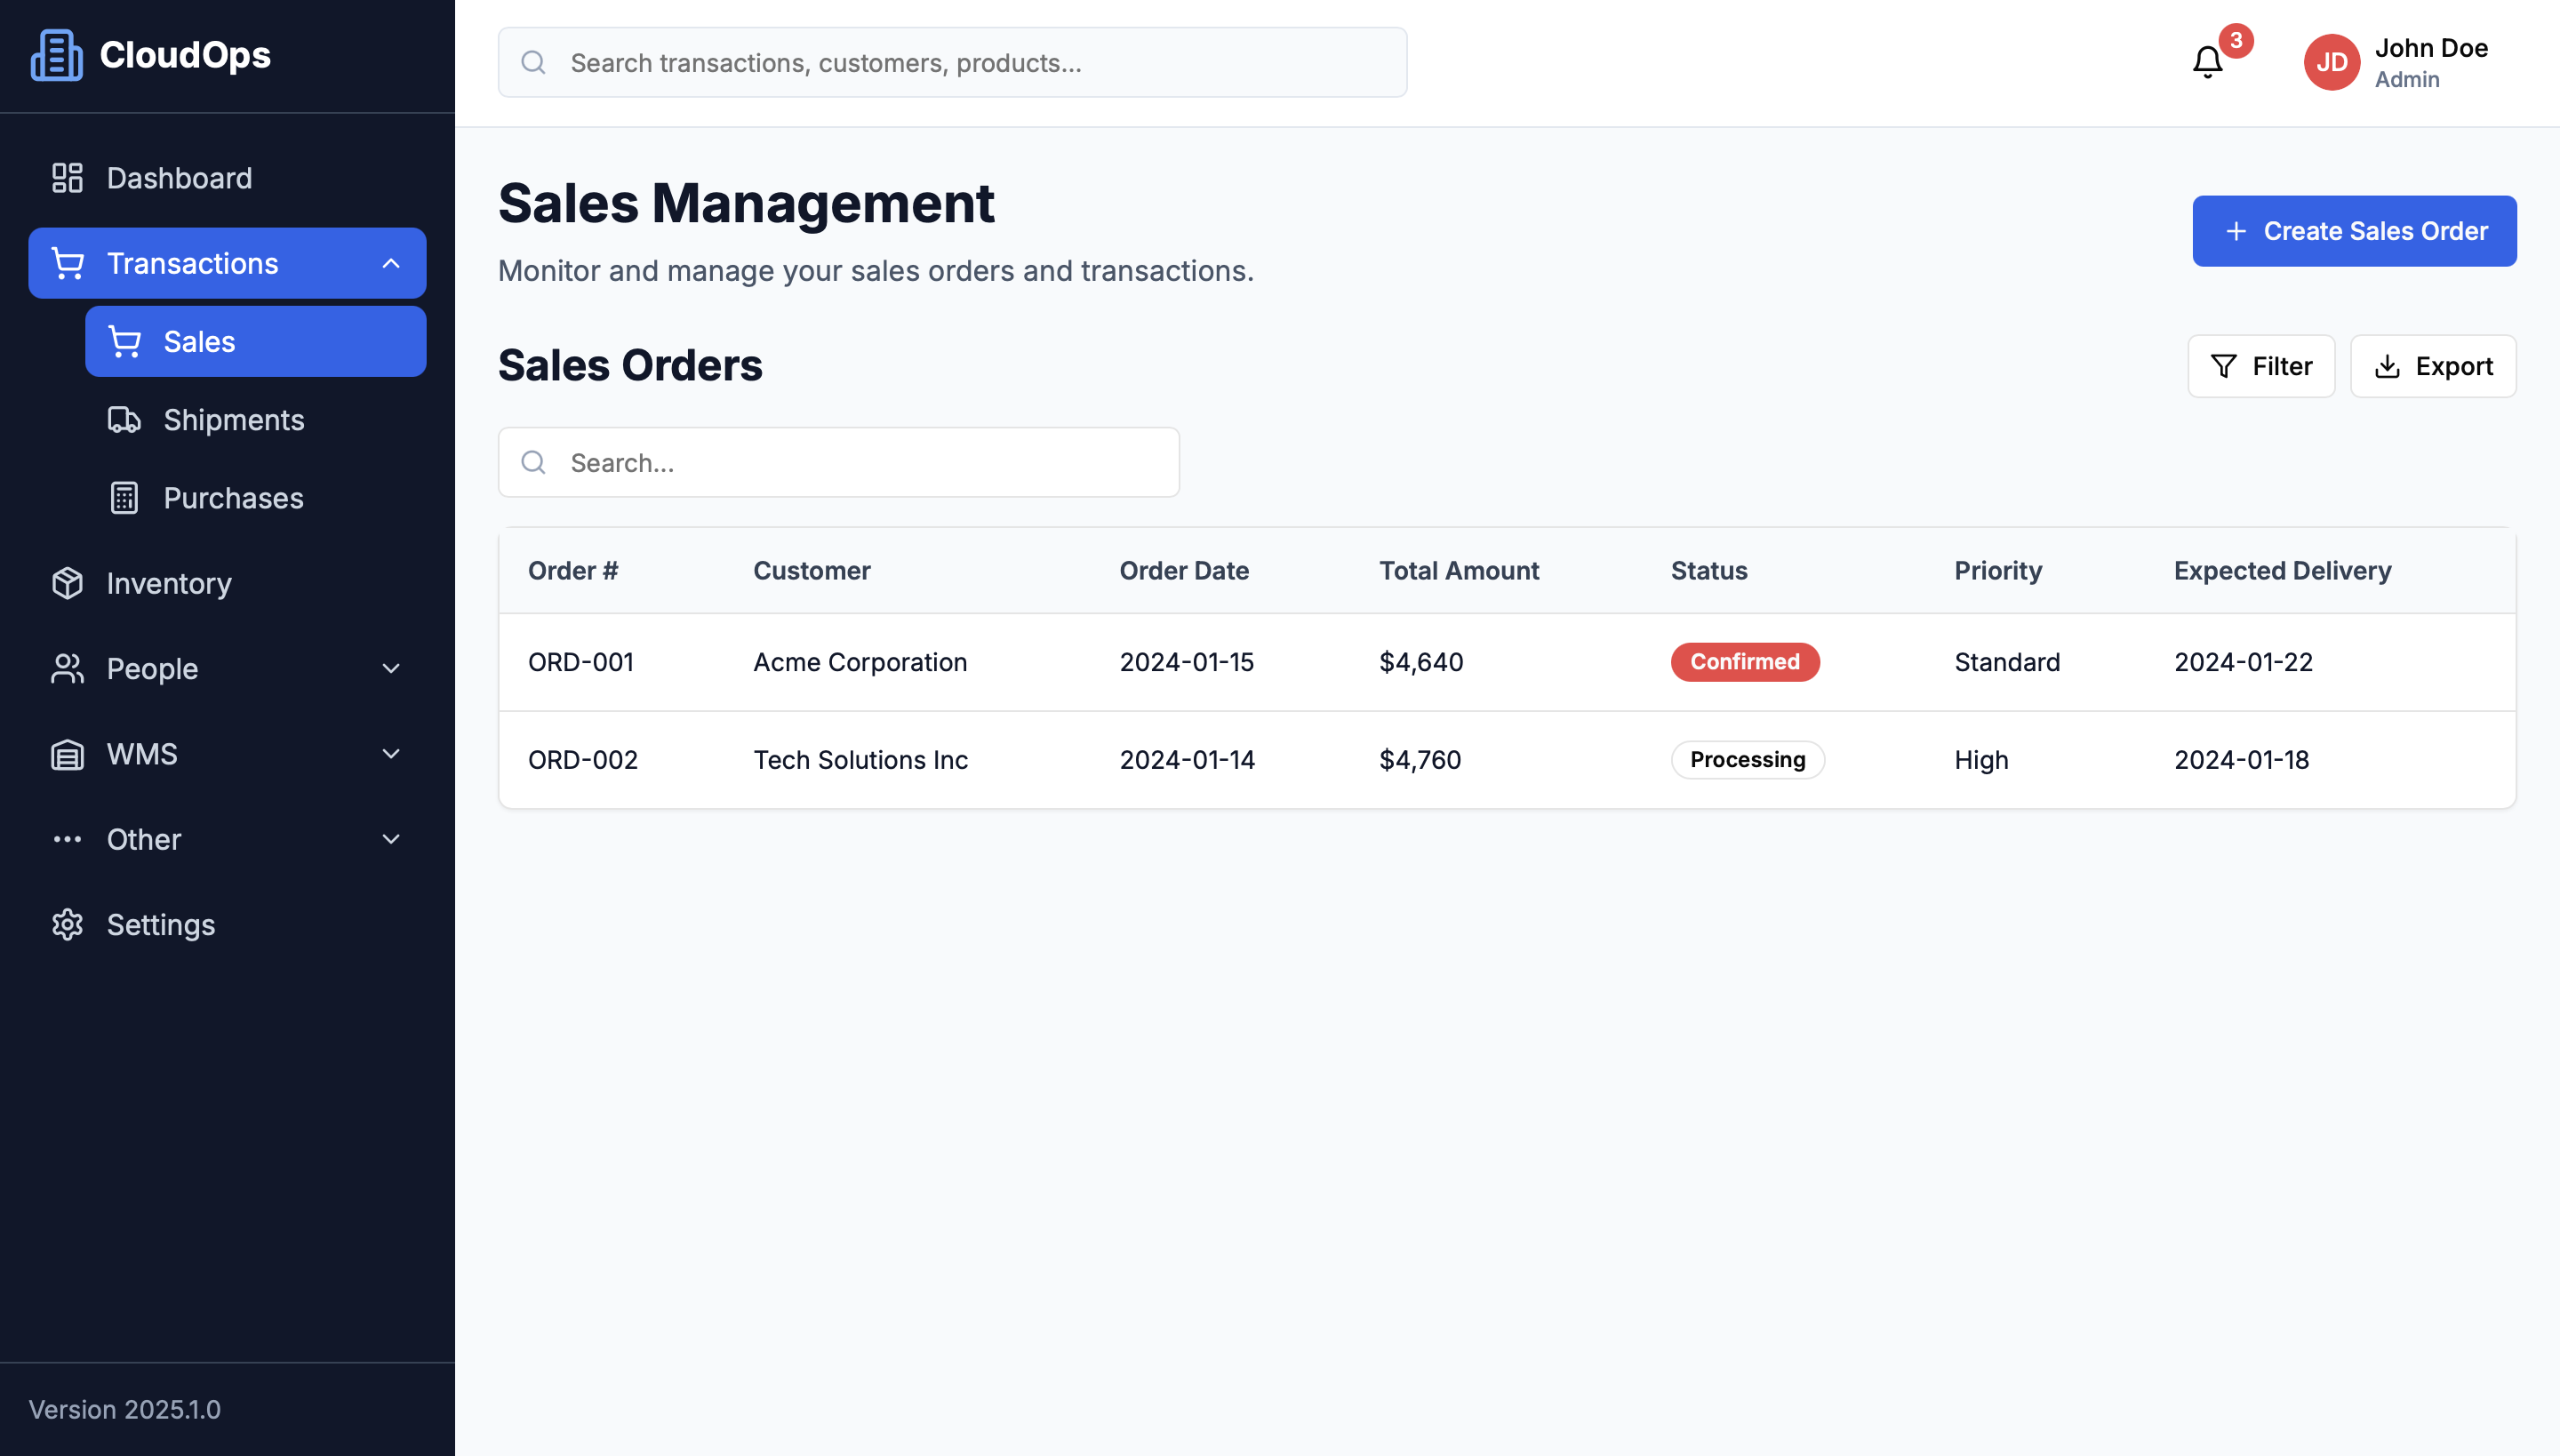 CloudOps
Search transactions, customers, products...
3
JD
John Doe
Admin
Dashboard
Transactions
Sales
Shipments
Purchases
Inventory
People
WMS
Other
Settings
Version 2025.1.0
Sales Management
Monitor and manage your sales orders and transactions.
Create Sales Order
Sales Orders
Filter
Export
Search...
Order # Customer Order Date Total Amount Status Priority Expected Delivery
ORD-001 Acme Corporation 2024-01-15 $4,640 Confirmed Standard 2024-01-22
ORD-002 Tech Solutions Inc 2024-01-14 $4,760 Processing High 2024-01-18